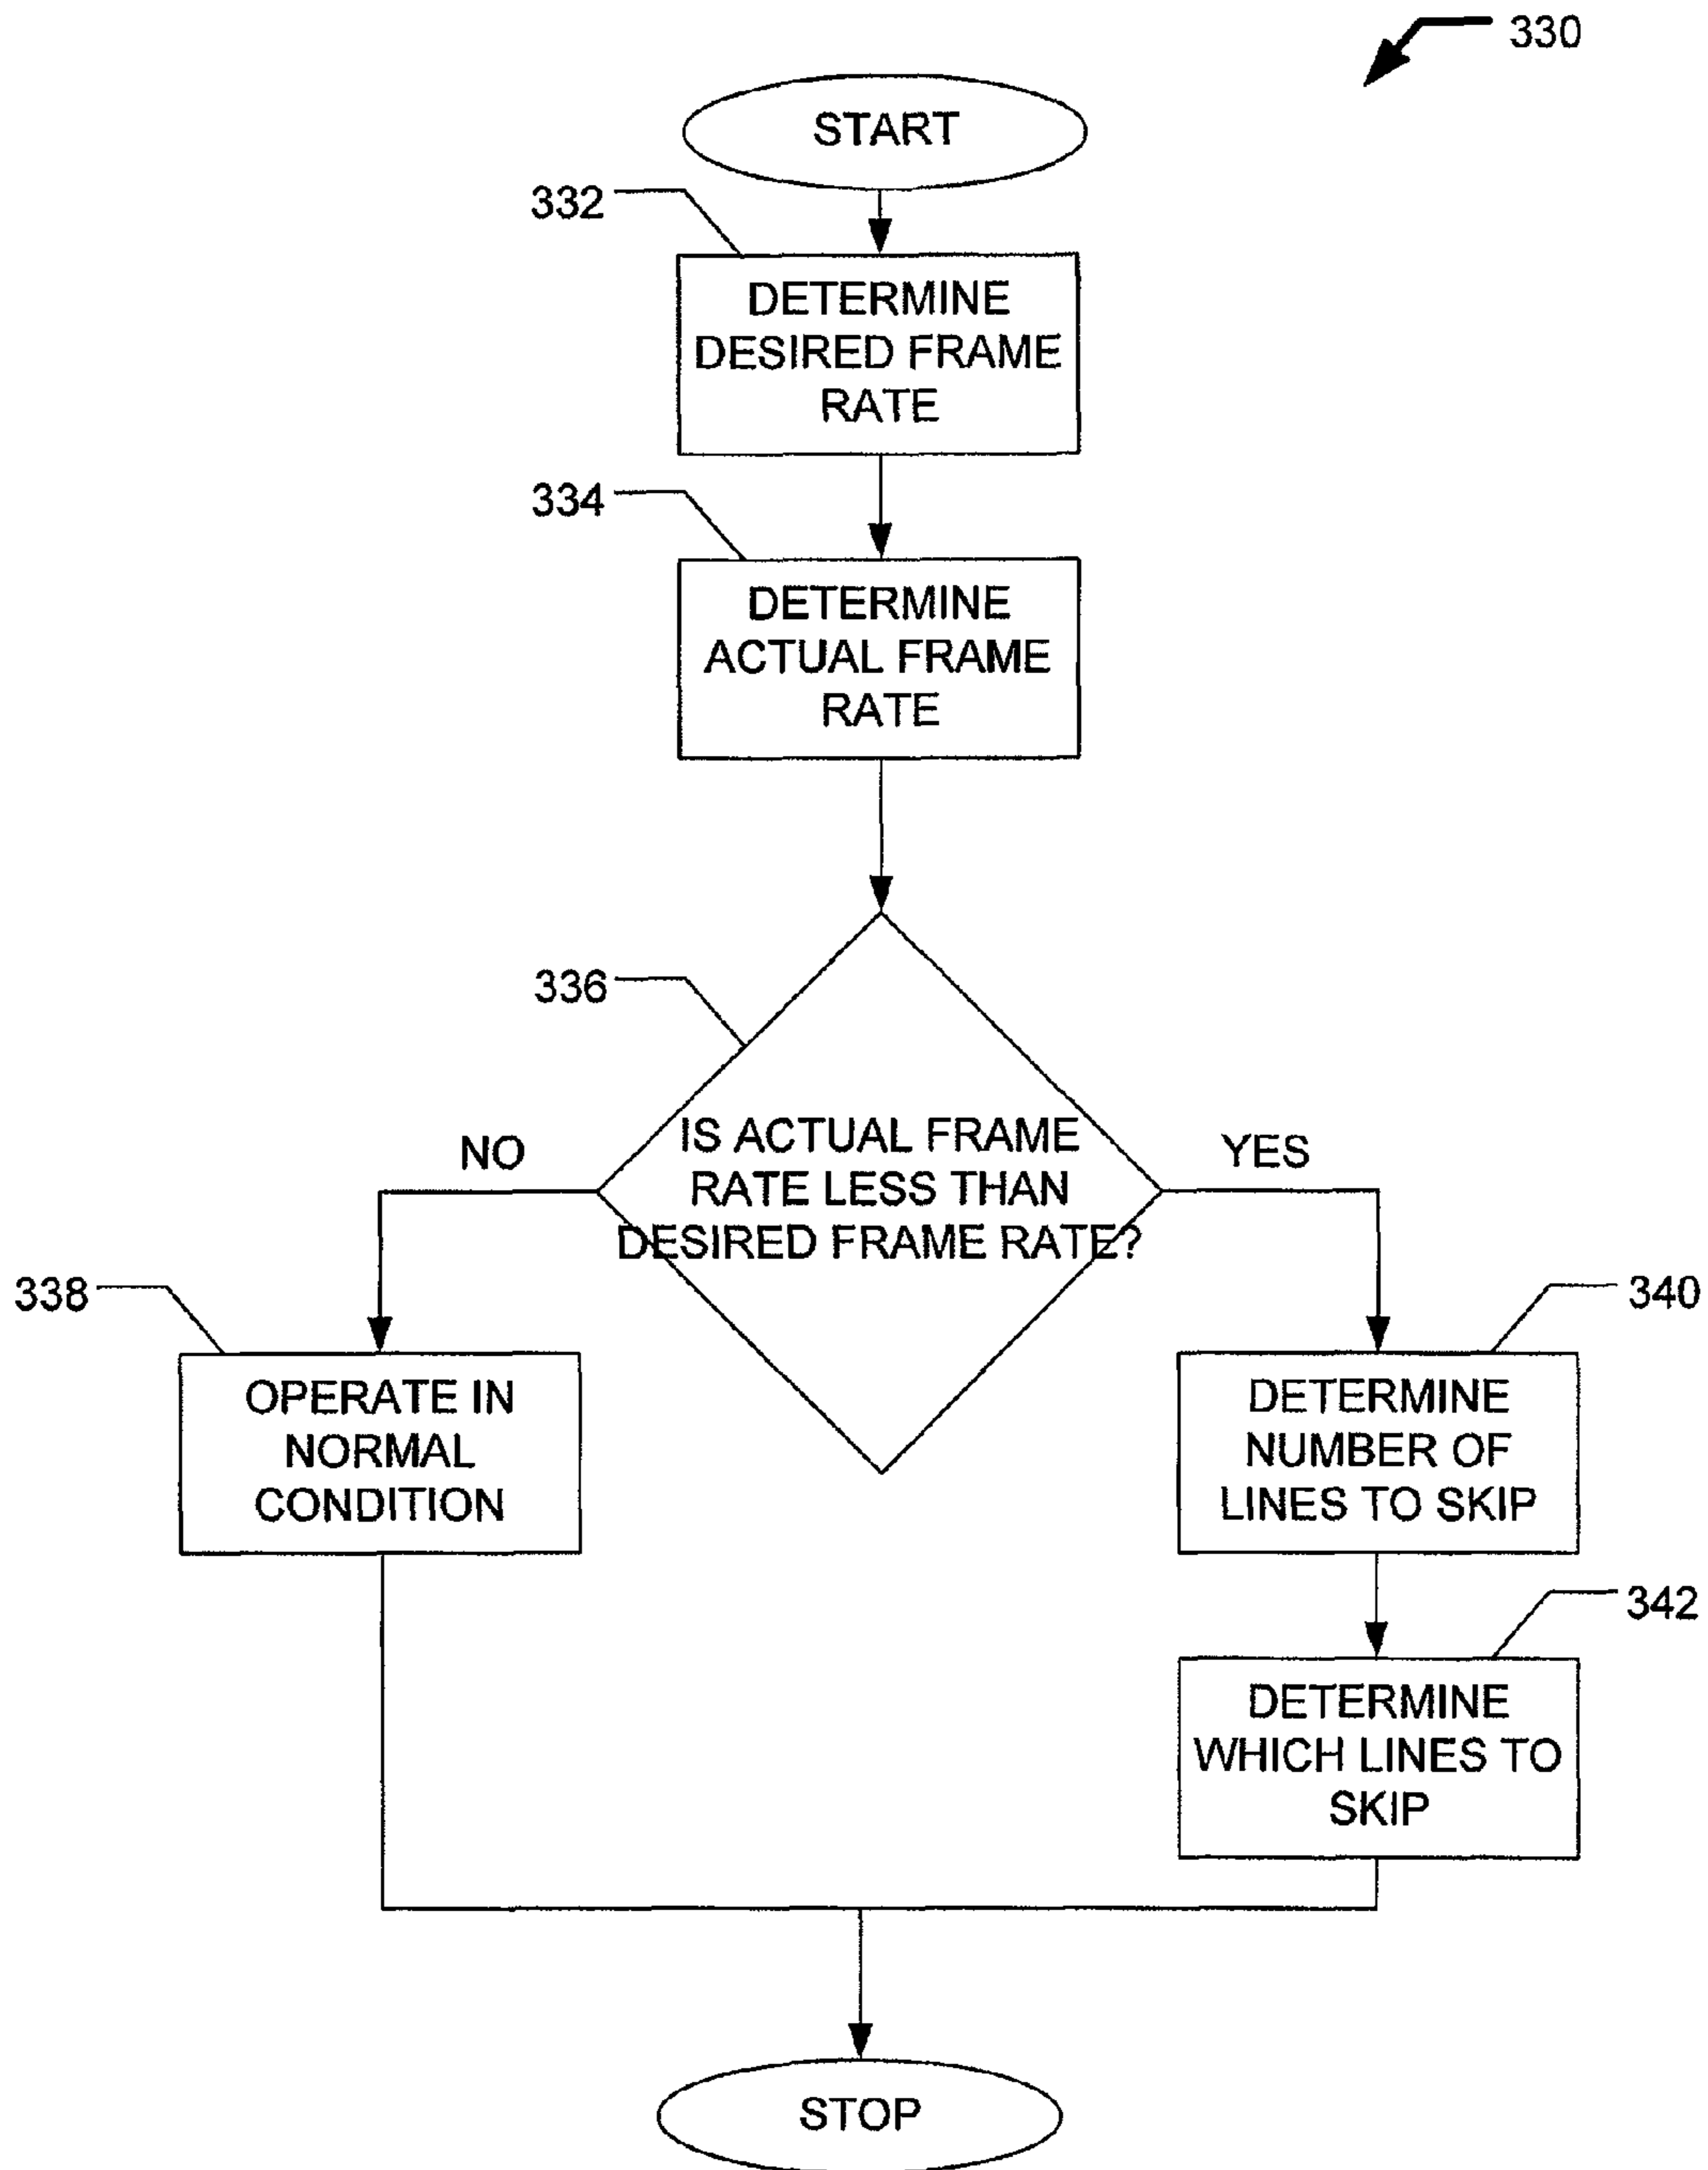 330
START
332
DETERMINE
DESIRED FRAME
RATE
334
DETERMINE
ACTUAL FRAME
RATE
336
IS ACTUAL FRAME
RATE LESS THAN
DESIRED FRAME RATE?
NO
YES
338
OPERATE IN
NORMAL
CONDITION
340
DETERMINE
NUMBER OF
LINES TO SKIP
342
DETERMINE
WHICH LINES TO
SKIP
STOP